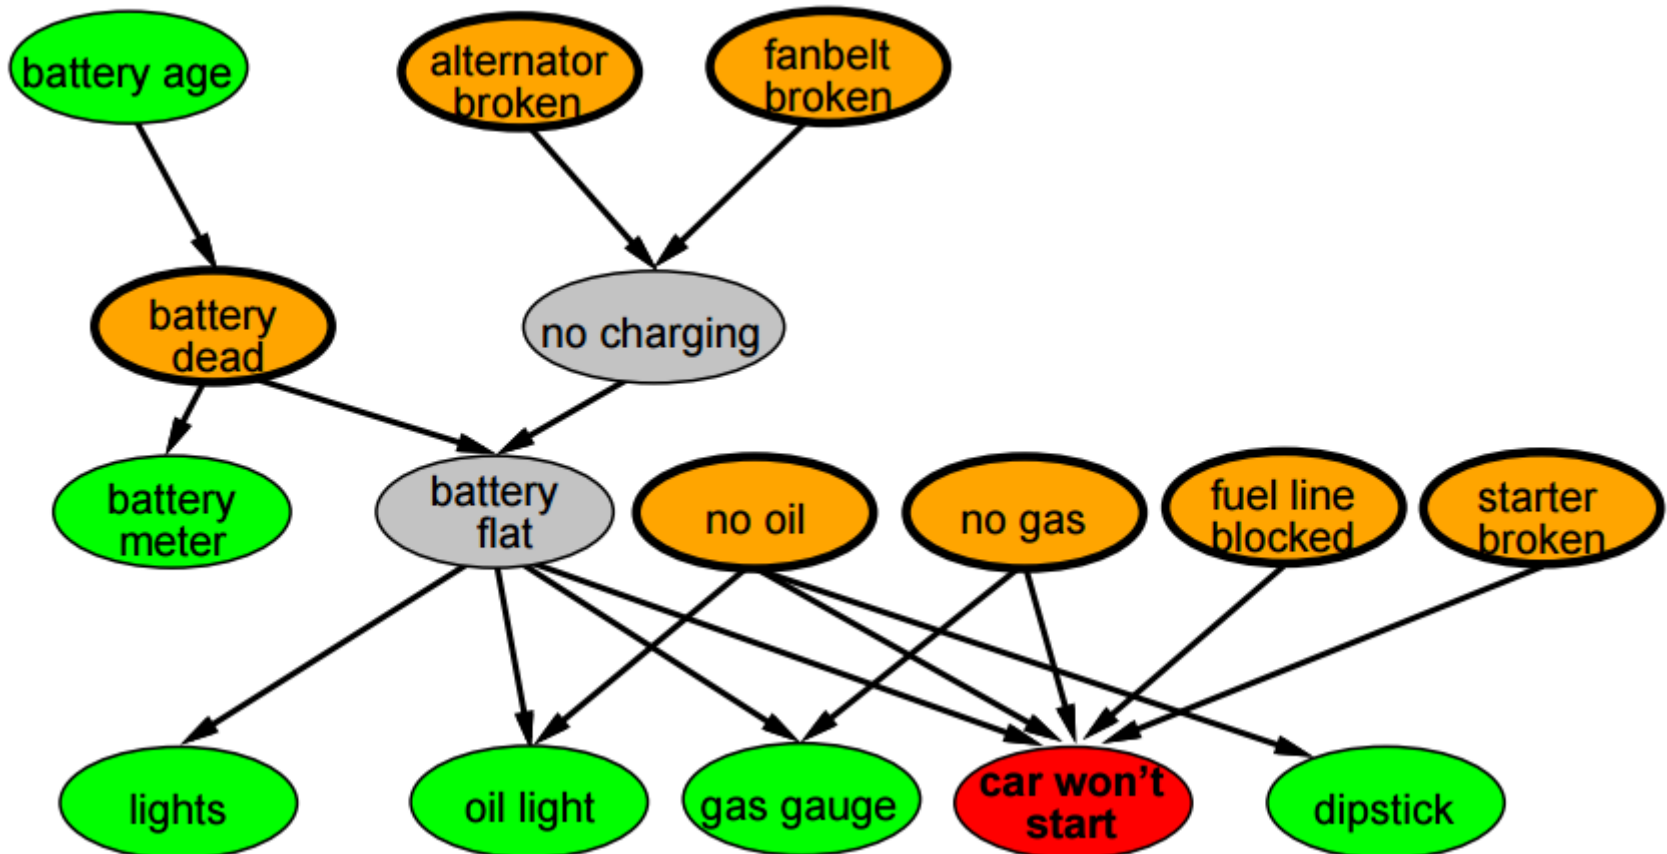 battery age
alternator
broken
fanbelt
broken
battery
dead
no charging
battery
meter
battery
flat
no oil
no gas
fuel line
blocked
starter
broken
lights
oil light
gas gauge
car won't
start
dipstick